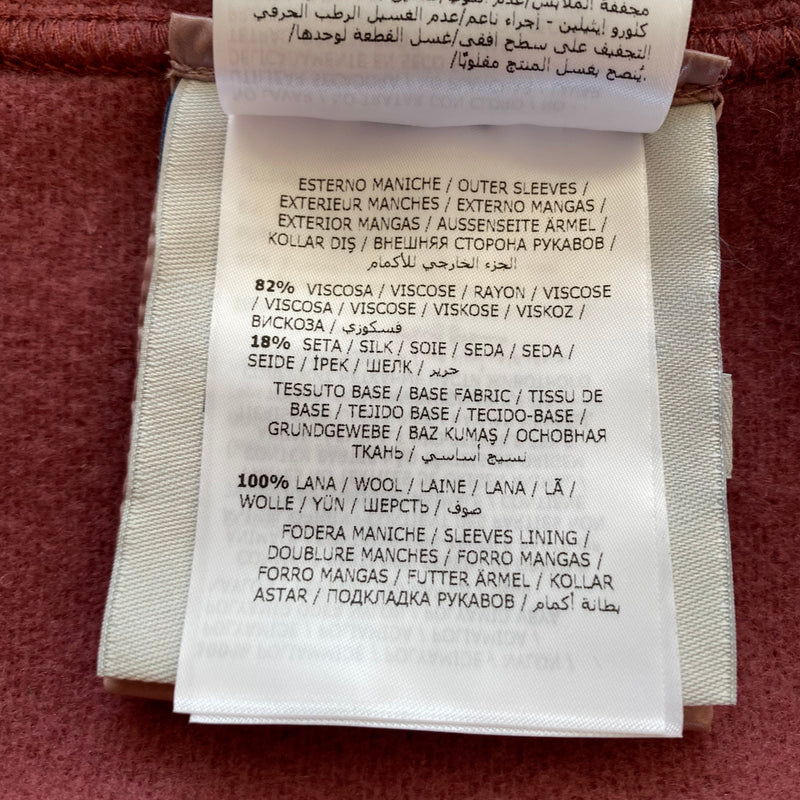 مجففة الملابس/عدم
كلورو إيثيلين - إجراء ناعم/عدم الغسيل الرطب الحرفي
التجفيف على سطح افقي/غسل القطعة لوحدها/
يُنصح بغسل المنتج مقلوبًا/.
ESTERNO MANICHE / OUTER SLEEVES /
EXTERIEUR MANCHES / EXTERNO MANGAS /
EXTERIOR MANGAS / AUSSENSEITE ÄRMEL /
KOLLAR DIŞ / ВНЕШНЯЯ СТОРОНА РУКАВОВ /
الجزء الخارجي للأكمام
82% VISCOSA / VISCOSE / RAYON / VISCOSE
/ VISCOSA / VISCOSE / VISKOSE / VISKOZ /
ВИСКОЗА / فسكوزي
18% SETA / SILK / SOIE / SEDA / SEDA /
SEIDE / İPEK / ШЕЛК / حرير
TESSUTO BASE / BASE FABRIC / TISSU DE
BASE / TEJIDO BASE / TECIDO-BASE /
GRUNDGEWEBE / BAZ KUMAŞ / ОСНОВНАЯ
ТКАНЬ / نسيج أساسي
100% LANA / WOOL / LAINE / LANA / LÃ /
WOLLE / YÜN / ШЕРСТЬ / صوف
FODERA MANICHE / SLEEVES LINING /
DOUBLURE MANCHES / FORRO MANGAS /
FORRO MANGAS / FUTTER ÄRMEL / KOLLAR
ASTAR / ПОДКЛАДКА РУКАВОВ / بطانة أكمام